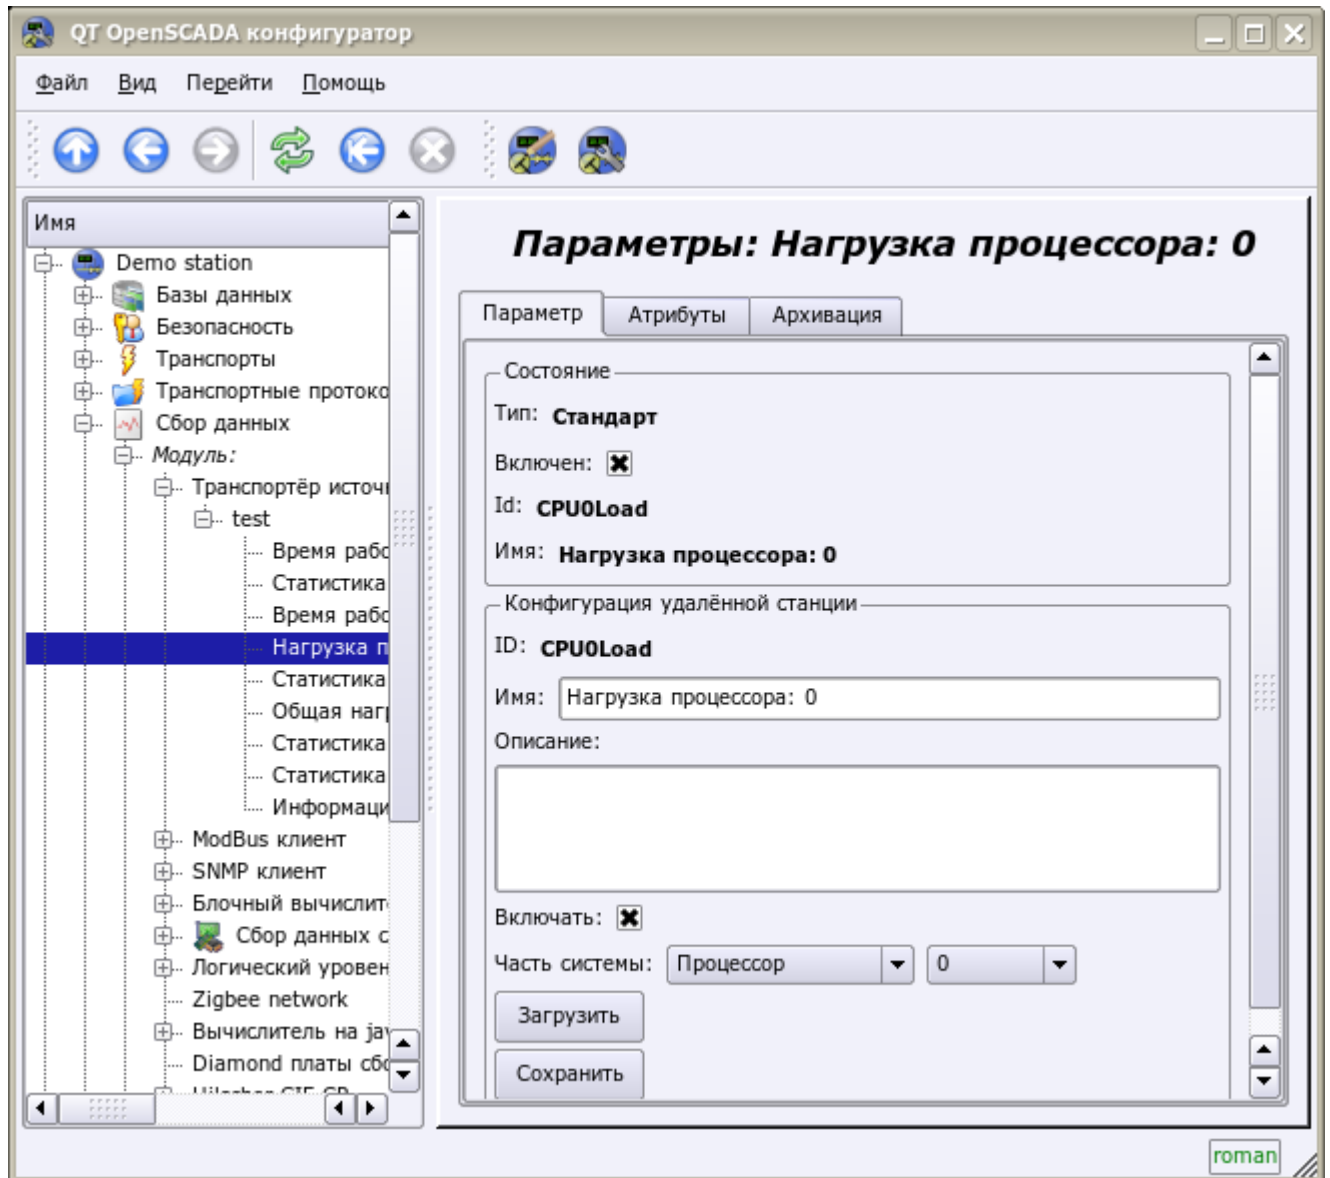 QT OpenSCADA конфигуратор
Файл Вид Перейти Помощь
Имя
Demo station
Базы данных
Безопасность
Транспорты
Транспортные протоко
Сбор данных
Модуль:
Транспортёр источ
test
Время рабо
Статистика
Время рабо
Нагрузка п
Статистика
Общая наг
Статистика
Статистика
Информаци
ModBus клиент
SNMP клиент
Блочный вычислит
Сбор данных с
Логический уровен
Zigbee network
Вычислитель на jav
Diamond платы сбо
Параметры: Нагрузка процессора: 0
Параметр Атрибуты Архивация
Состояние
Тип: Стандарт
Включен:
Id: CPU0Load
Имя: Нагрузка процессора: 0
Конфигурация удалённой станции
ID: CPU0Load
Имя: Нагрузка процессора: 0
Описание:
Включать:
Часть системы: Процессор 0
Загрузить
Сохранить
roman